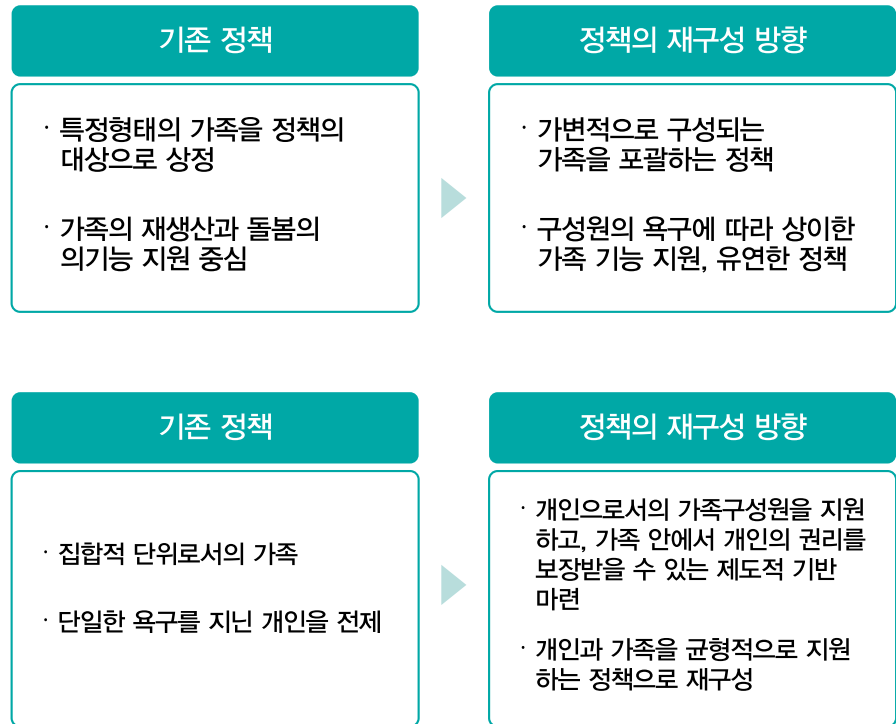 기존 정책
· 특정형태의 가족을 정책의
대상으로 상정
· 가족의 재생산과 돌봄의
의기능 지원 중심
정책의 재구성 방향
· 가변적으로 구성되는
가족을 포괄하는 정책
· 구성원의 욕구에 따라 상이한
가족 기능 지원, 유연한 정책
기존 정책
· 집합적 단위로서의 가족
· 단일한 욕구를 지닌 개인을 전제
정책의 재구성 방향
· 개인으로서의 가족구성원을 지원
하고, 가족 안에서 개인의 권리를
보장받을 수 있는 제도적 기반
마련
· 개인과 가족을 균형적으로 지원
하는 정책으로 재구성